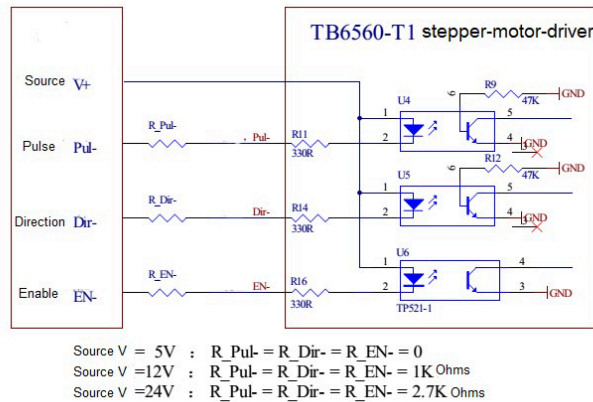 TB6560-T1 stepper-motor-driver
Source V+
R9
6
GND
U4
47K
1
5
R_Pul-
Pul-
R11
4
GND
Pulse Pul-
2
3
330R
R12
6
GND
U5
47K
1
5
R_Dir-
Dir-
R14
4
GND
Direction Dir-
2
3
330R
U6
1
4
R_EN-
EN-
R16
2
3
GND
Enable EN-
330R
TP521-1
Source V = 5V : R_Pul- = R_Dir- = R_EN- = 0
Source V =12V : R_Pul- = R_Dir- = R_EN- = 1K Ohms
Source V =24V : R_Pul- = R_Dir- = R_EN- = 2.7K Ohms